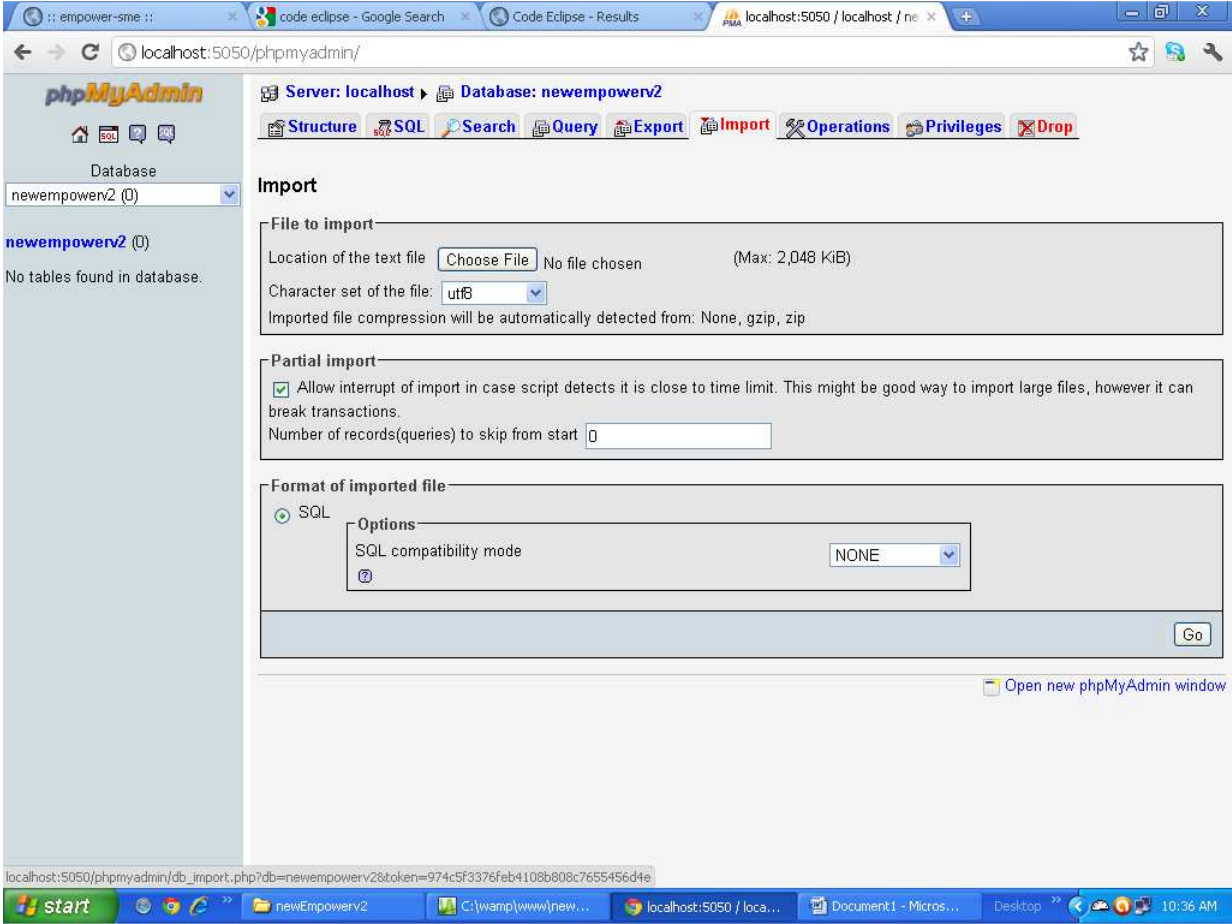 :: empower-sme ::
code eclipse - Google Search
Code Eclipse - Results
PMA localhost:5050 / localhost / ne
localhost:5050/phpmyadmin/
phpMyAdmin
SQL
Database
newempowerv2 (0)
newempowerv2 (0)
No tables found in database.
Server: localhost Database: newempowerv2
Structure SQL Search Query Export Import Operations Privileges Drop
Import
File to import
Location of the text file Choose File No file chosen (Max: 2,048 KiB)
Character set of the file: utf8
Imported file compression will be automatically detected from: None, gzip, zip
Partial import
Allow interrupt of import in case script detects it is close to time limit. This might be good way to import large files, however it can
break transactions.
Number of records(queries) to skip from start 0
Format of imported file
SQL
Options
SQL compatibility mode NONE
Go
Open new phpMyAdmin window
localhost:5050/phpmyadmin/db_import.php?db=newempowerv2&token=974c5f3376feb4108b808c7655456d4e
start newEmpowerv2 C:\wamp\www\new... localhost:5050 / loca... Document1 - Micros... Desktop 10:36 AM